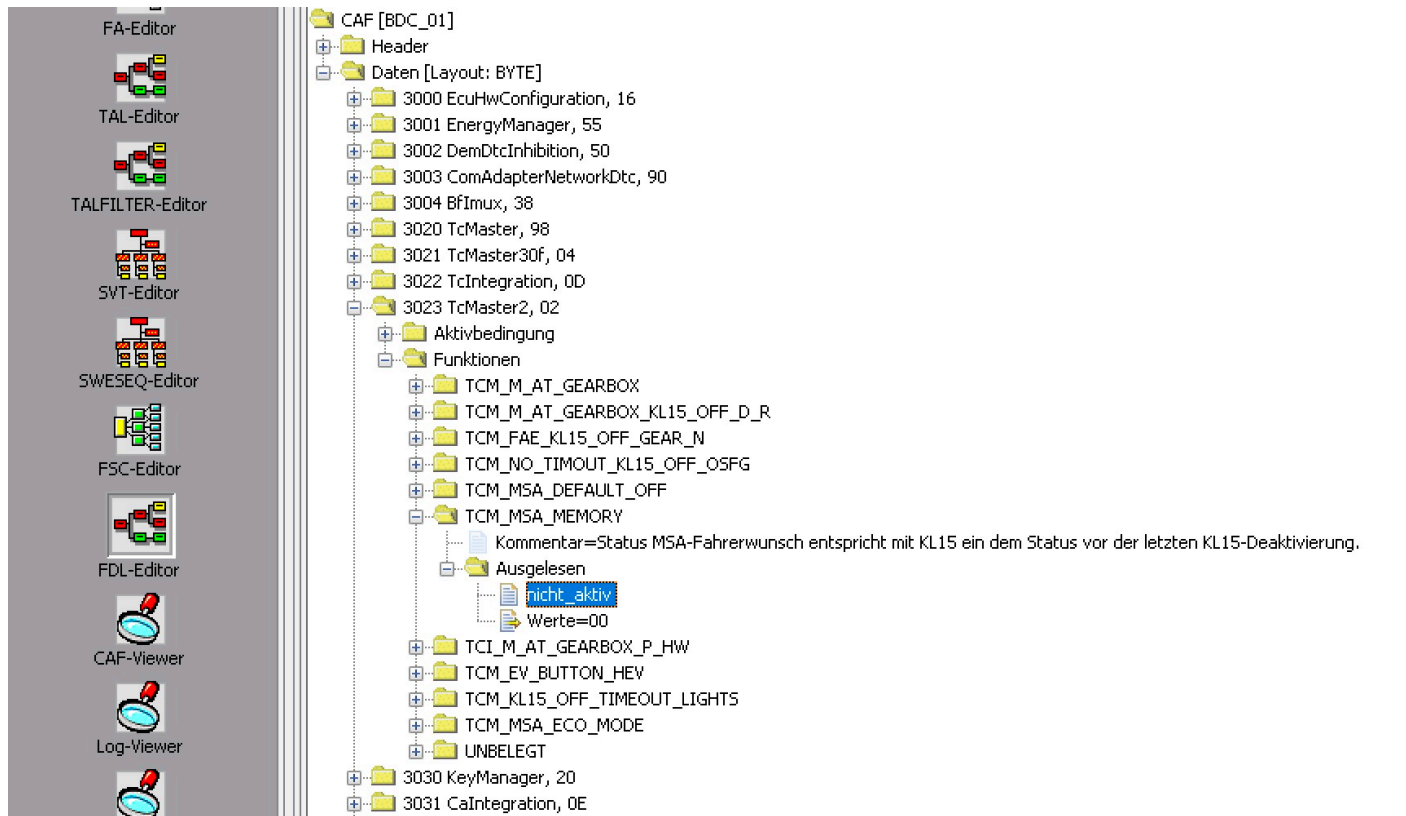 FA-Editor
TAL-Editor
TALFILTER-Editor
SVT-Editor
SWESEQ-Editor
FSC-Editor
FDL-Editor
CAF-Viewer
Log-Viewer
CAF [BDC_01]
Header
Daten [Layout: BYTE]
3000 EcuHwConfiguration, 16
3001 EnergyManager, 55
3002 DemDtcInhibition, 50
3003 ComAdapterNetworkDtc, 90
3004 BfImux, 38
3020 TcMaster, 98
3021 TcMaster30f, 04
3022 TcIntegration, 0D
3023 TcMaster2, 02
Aktivbedingung
Funktionen
TCM_M_AT_GEARBOX
TCM_M_AT_GEARBOX_KL15_OFF_D_R
TCM_FAE_KL15_OFF_GEAR_N
TCM_NO_TIMOUT_KL15_OFF_OSFG
TCM_MSA_DEFAULT_OFF
TCM_MSA_MEMORY
Kommentar=Status MSA-Fahrerwunsch entspricht mit KL15 ein dem Status vor der letzten KL15-Deaktivierung.
Ausgelesen
nicht_aktiv
Werte=00
TCI_M_AT_GEARBOX_P_HW
TCM_EV_BUTTON_HEV
TCM_KL15_OFF_TIMEOUT_LIGHTS
TCM_MSA_ECO_MODE
UNBELEGT
3030 KeyManager, 20
3031 CaIntegration, 0E